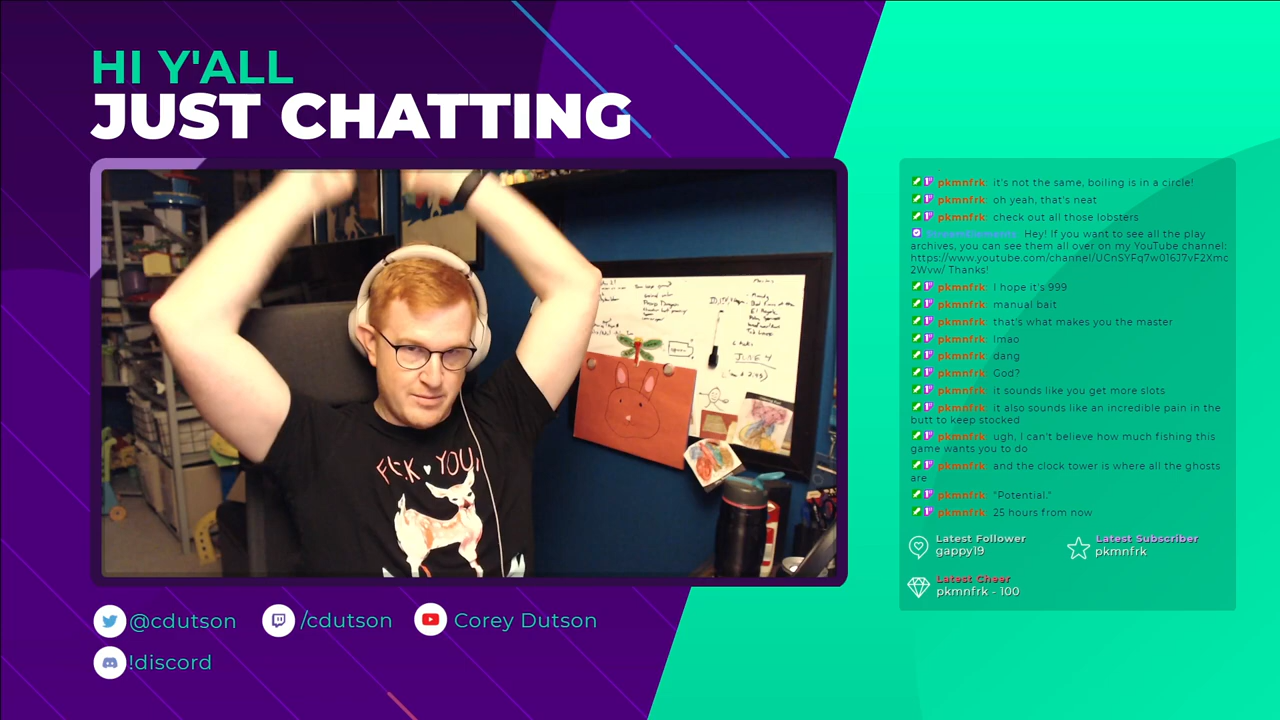 HI Y'ALL
JUST CHATTING
F*CK YOU!
JUNE 4
pkmnfrk: it's not the same, boiling is in a circle!
pkmnfrk: oh yeah, that's neat
pkmnfrk: check out all those lobsters
Hey! If you want to see all the play
archives, you can see them all over on my YouTube channel:
https://www.youtube.com/channel/UCnSYFq7w016J7vF2Xmc
2Wvw/ Thanks!
pkmnfrk: I hope it's 999
pkmnfrk: manual bait
pkmnfrk: that's what makes you the master
pkmnfrk: lmao
pkmnfrk: dang
pkmnfrk: God?
pkmnfrk: it sounds like you get more slots
pkmnfrk: it also sounds like an incredible pain in the
butt to keep stocked
pkmnfrk: ugh, I can't believe how much fishing this
game wants you to do
pkmnfrk: and the clock tower is where all the ghosts
are
pkmnfrk: "Potential."
pkmnfrk: 25 hours from now
Latest Follower
gappy19
Latest Subscriber
pkmnfrk
Latest Cheer
pkmnfrk - 100
@cdutson
/cdutson
Corey Dutson
!discord